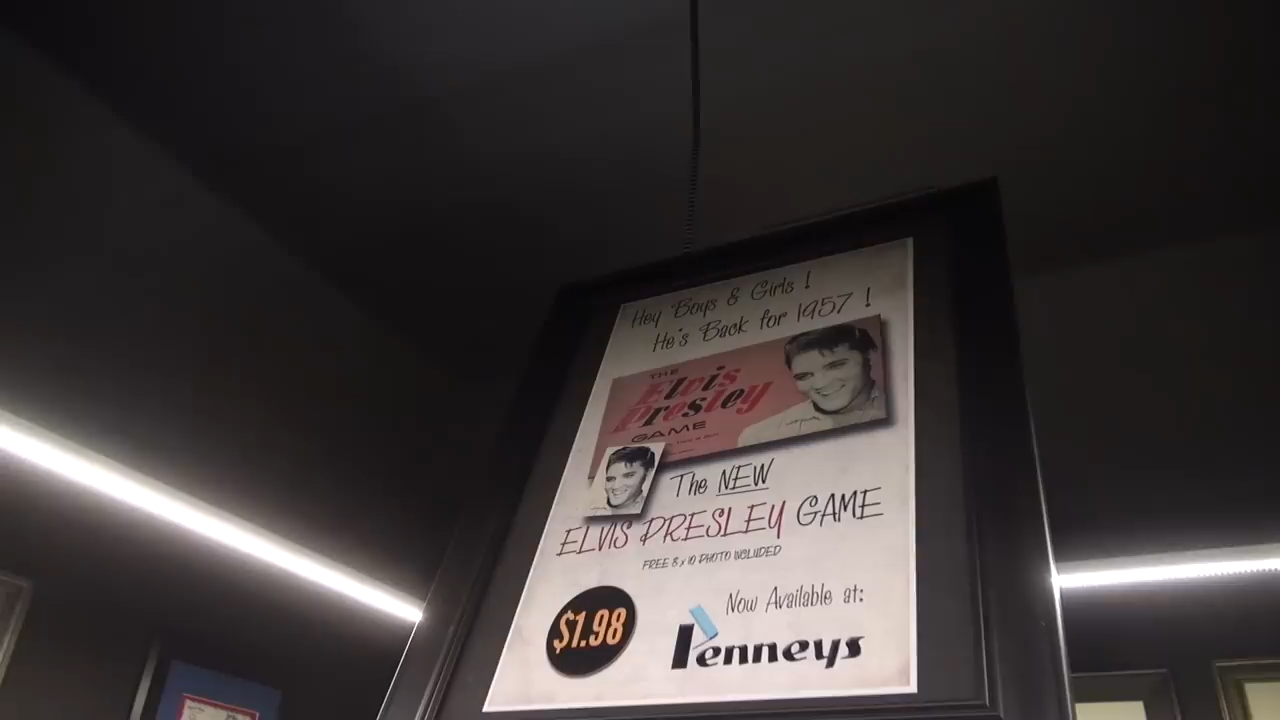 Hey Boys & Girls !
He's Back for 1957 !
THE
Elvis
Presley
GAME
The NEW
ELVIS PRESLEY GAME
FREE 8 x 10 PHOTO INCLUDED
$1.98
Now Available at:
Penneys